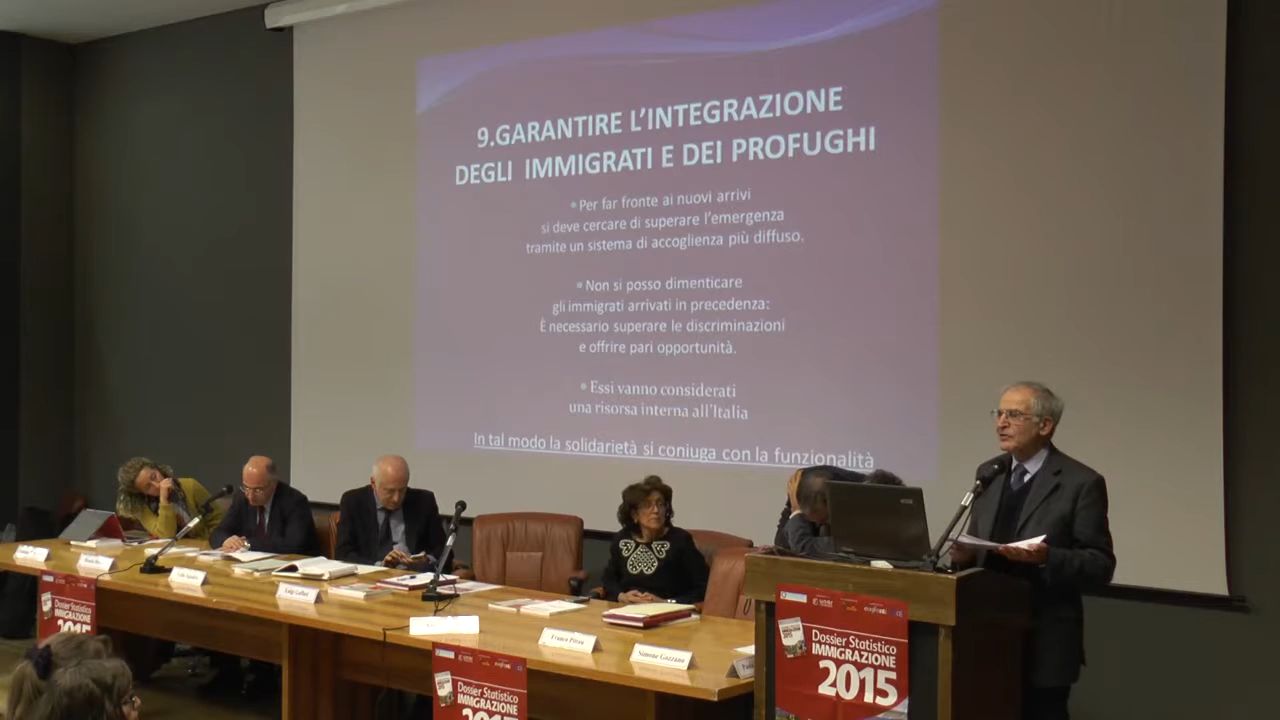 9.GARANTIRE L'INTEGRAZIONE
DEGLI IMMIGRATI E DEI PROFUGHI
Per far fronte ai nuovi arrivi
si deve cercare di superare l'emergenza
tramite un sistema di accoglienza più diffuso.
Non si posso dimenticare
gli immigrati arrivati in precedenza:
È necessario superare le discriminazioni
e offrire pari opportunità.
Essi vanno considerati
una risorsa interna all'Italia
In tal modo la solidarietà si coniuga con la funzionalità
Franco Pittau
Simona Gazzano
Dossier Statistico
IMMIGRAZIONE
2015
Dossier Statistico
IMMIGRAZIONE
2015
2015